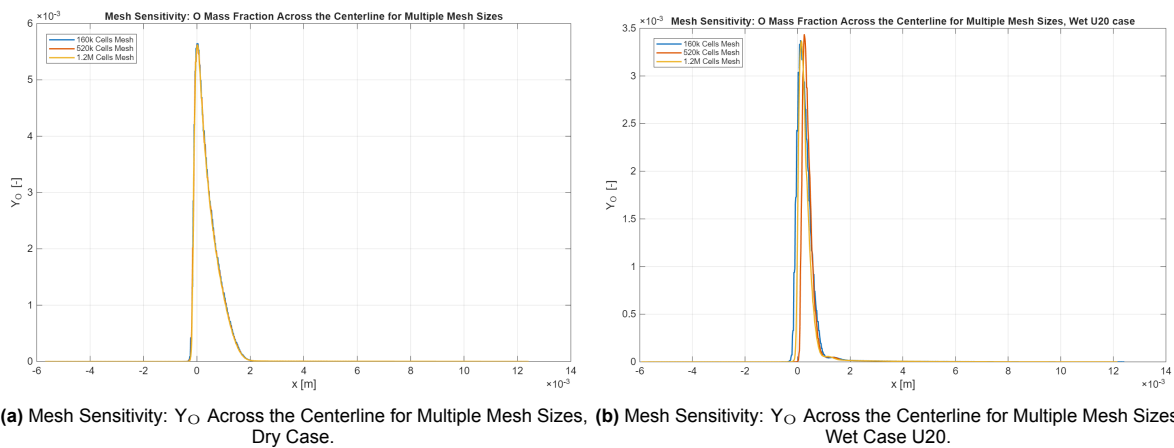 Mesh Sensitivity: O Mass Fraction Across the Centerline for Multiple Mesh Sizes
×10⁻³
160k Cells Mesh
520k Cells Mesh
1.2M Cells Mesh
6
5
4
3
2
1
0
Y_O [-]
-6 -4 -2 0 2 4 6 8 10 12 14
x [m]
×10⁻³
(a) Mesh Sensitivity: Y_O Across the Centerline for Multiple Mesh Sizes,
Dry Case.
Mesh Sensitivity: O Mass Fraction Across the Centerline for Multiple Mesh Sizes, Wet U20 case
×10⁻³
160k Cells Mesh
520k Cells Mesh
1.2M Cells Mesh
3.5
3
2.5
2
1.5
1
0.5
0
Y_O [-]
-6 -4 -2 0 2 4 6 8 10 12 14
x [m]
×10⁻³
(b) Mesh Sensitivity: Y_O Across the Centerline for Multiple Mesh Sizes
Wet Case U20.